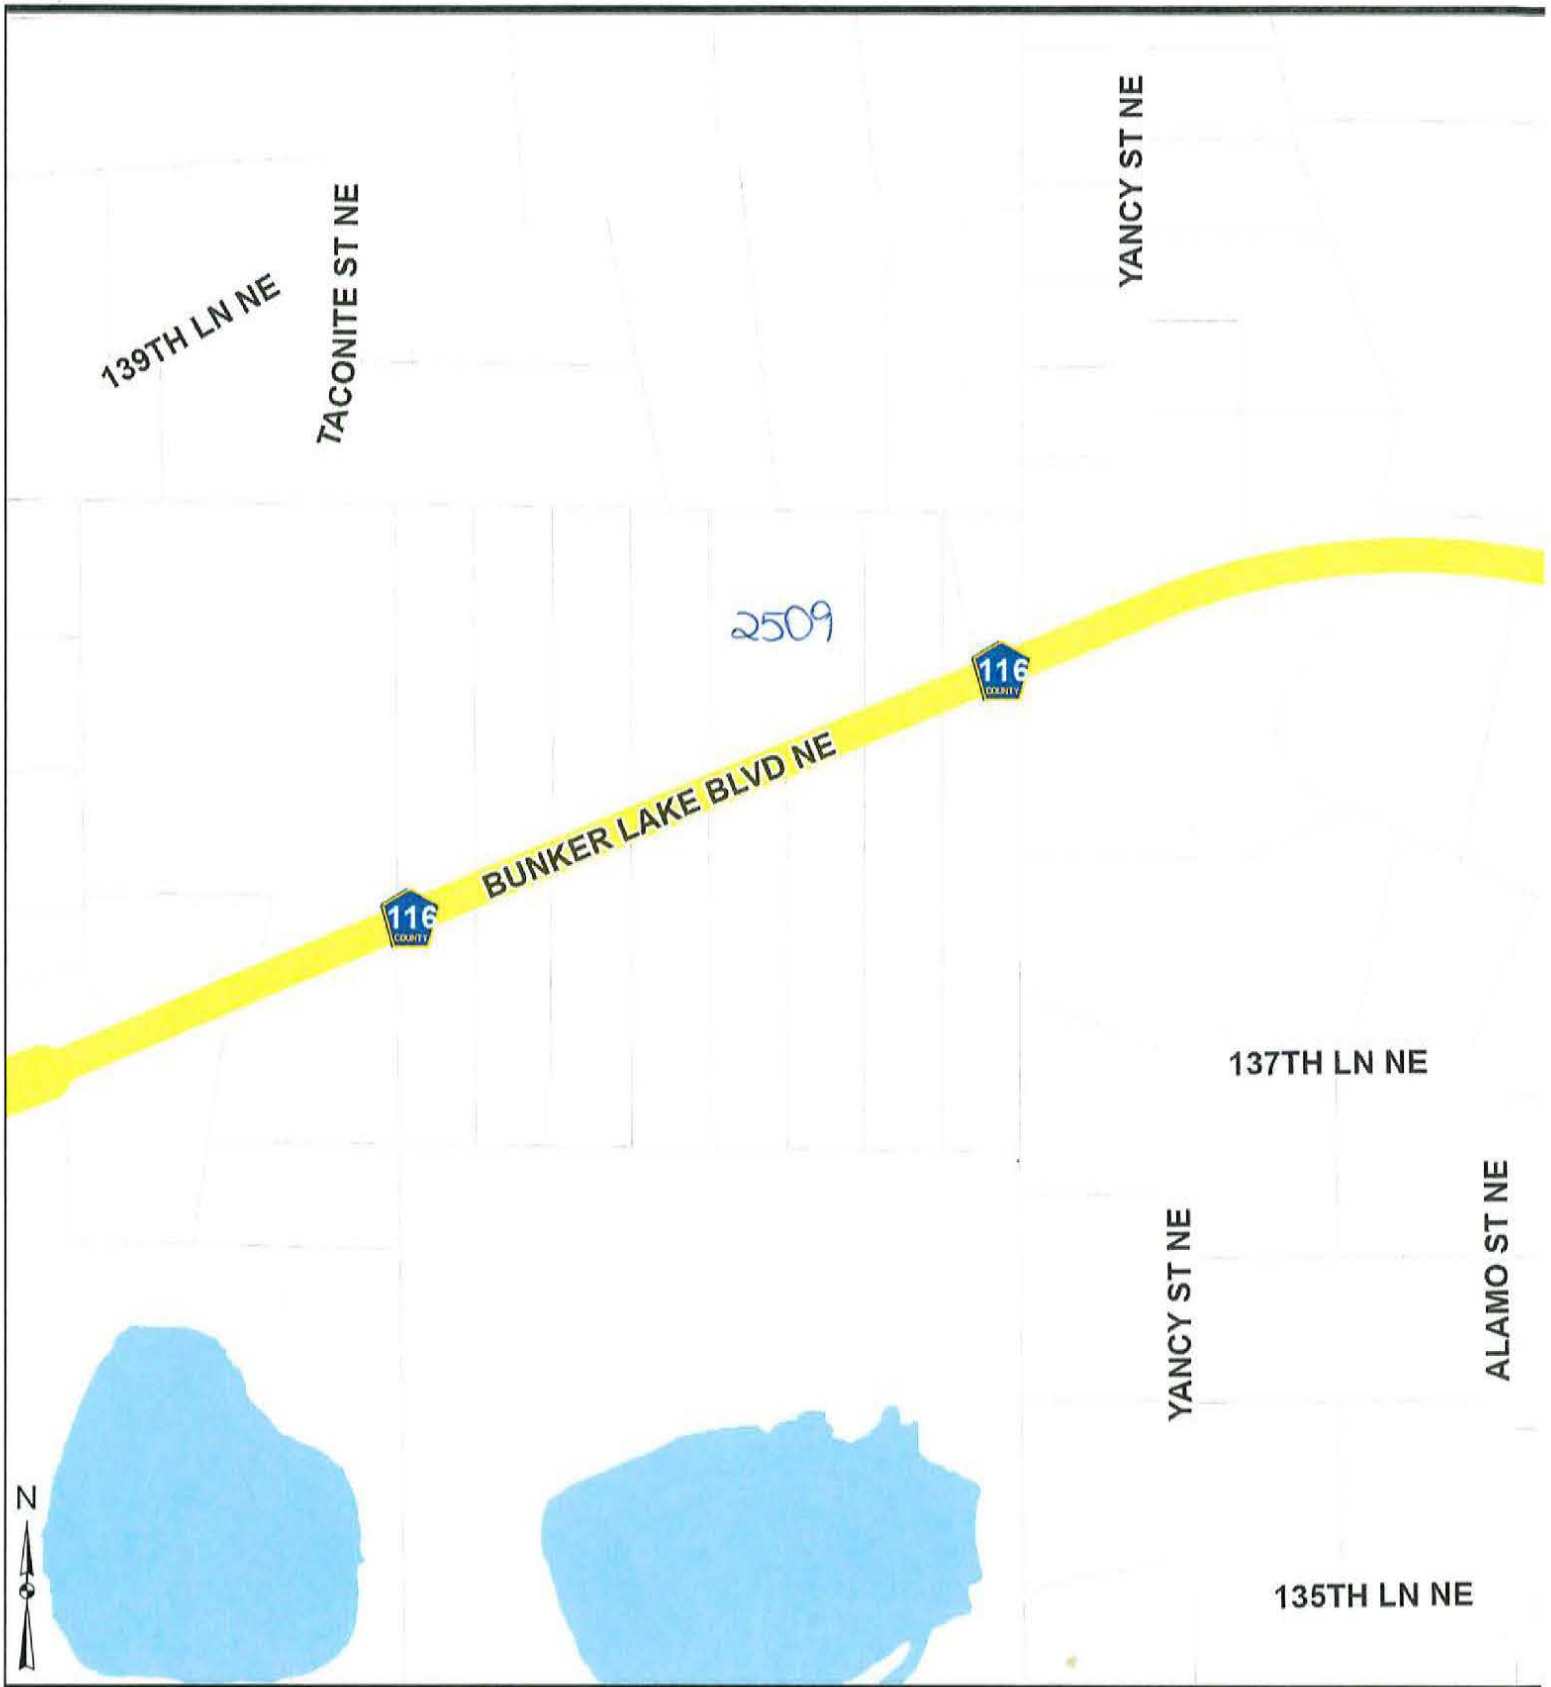 YANCY ST NE
TACONITE ST NE
139TH LN NE
2509
116
COUNTY
BUNKER LAKE BLVD NE
116
COUNTY
137TH LN NE
ALAMO ST NE
YANCY ST NE
N
135TH LN NE